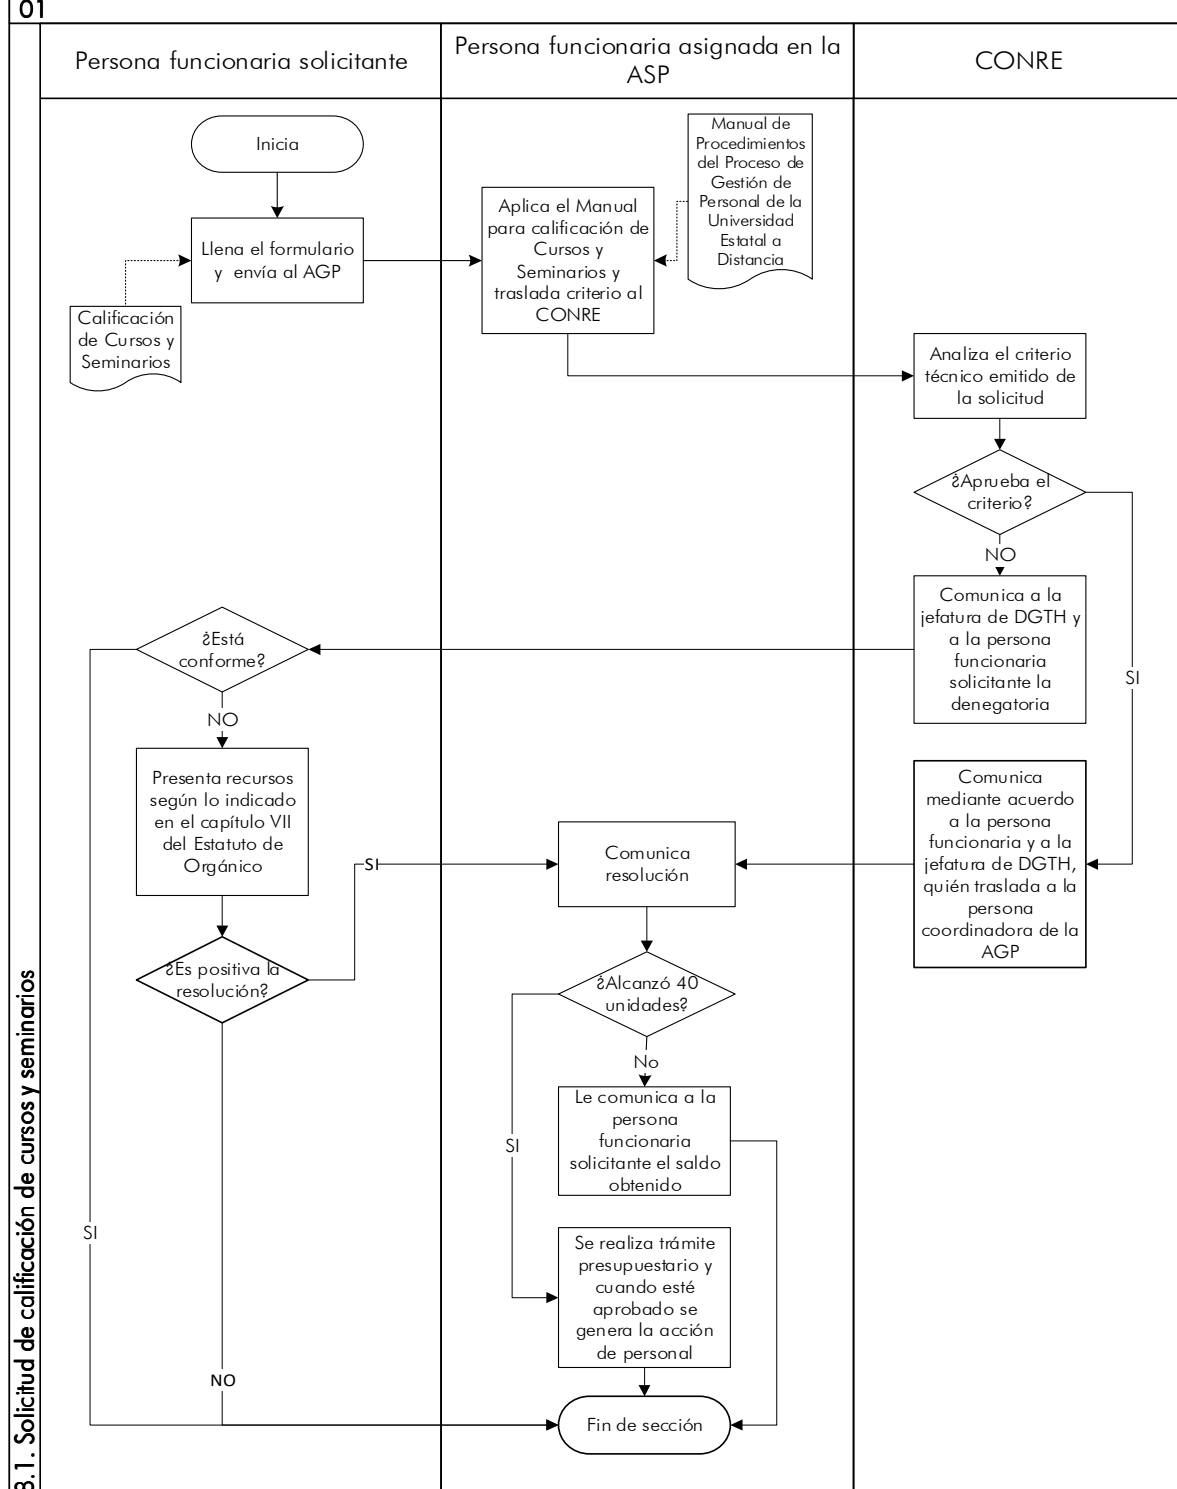 01
Persona funcionaria solicitante
Persona funcionaria asignada en la
ASP
CONRE
Inicia
Llena el formulario
y envía al AGP
Calificación
de Cursos y
Seminarios
Aplica el Manual
para calificación de
Cursos y
Seminarios y
traslada criterio al
CONRE
Manual de
Procedimientos
del Proceso de
Gestión de
Personal de la
Universidad
Estatal a
Distancia
Analiza el criterio
técnico emitido de
la solicitud
¿Aprueba el
criterio?
NO
SI
Comunica a la
jefatura de DGTH y
a la persona
funcionaria
solicitante la
denegatoria
¿Está
conforme?
NO
SI
Presenta recursos
según lo indicado
en el capítulo VII
del Estatuto de
Orgánico
¿Es positiva la
resolución?
SI
NO
Comunica
mediante acuerdo
a la persona
funcionaria y a la
jefatura de DGTH,
quién traslada a la
persona
coordinadora de la
AGP
Comunica
resolución
¿Alcanzó 40
unidades?
No
SI
Le comunica a la
persona
funcionaria
solicitante el saldo
obtenido
Se realiza trámite
presupuestario y
cuando esté
aprobado se
genera la acción
de personal
Fin de sección
3.1. Solicitud de calificación de cursos y seminarios